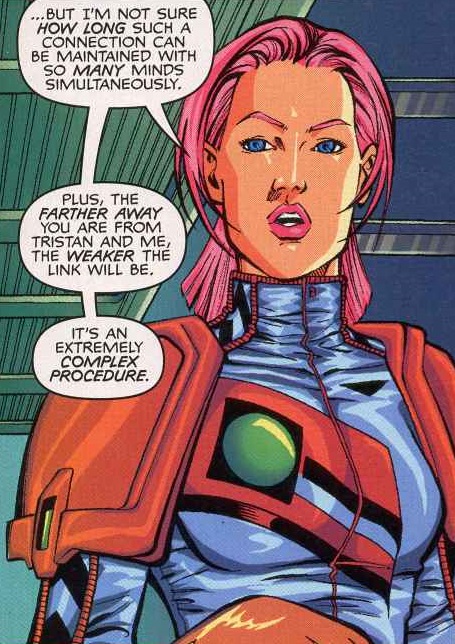 ...BUT I'M NOT SURE
HOW LONG SUCH A
CONNECTION CAN
BE MAINTAINED WITH
SO MANY MINDS
SIMULTANEOUSLY.
PLUS, THE
FARTHER AWAY
YOU ARE FROM
TRISTAN AND ME,
THE WEAKER THE
LINK WILL BE.
IT'S AN
EXTREMELY
COMPLEX
PROCEDURE.